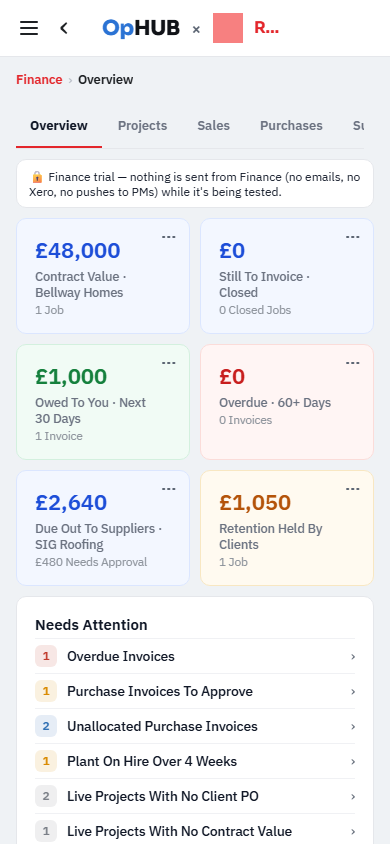 OpHUB × R...
Finance › Overview
Overview Projects Sales Purchases Su
🔒 Finance trial — nothing is sent from Finance (no emails, no
Xero, no pushes to PMs) while it's being tested.
£48,000
Contract Value ·
Bellway Homes
1 Job
£0
Still To Invoice ·
Closed
0 Closed Jobs
£1,000
Owed To You · Next
30 Days
1 Invoice
£0
Overdue · 60+ Days
0 Invoices
£2,640
Due Out To Suppliers ·
SIG Roofing
£480 Needs Approval
£1,050
Retention Held By
Clients
1 Job
Needs Attention
1 Overdue Invoices ›
1 Purchase Invoices To Approve ›
2 Unallocated Purchase Invoices ›
1 Plant On Hire Over 4 Weeks ›
2 Live Projects With No Client PO ›
1 Live Projects With No Contract Value ›